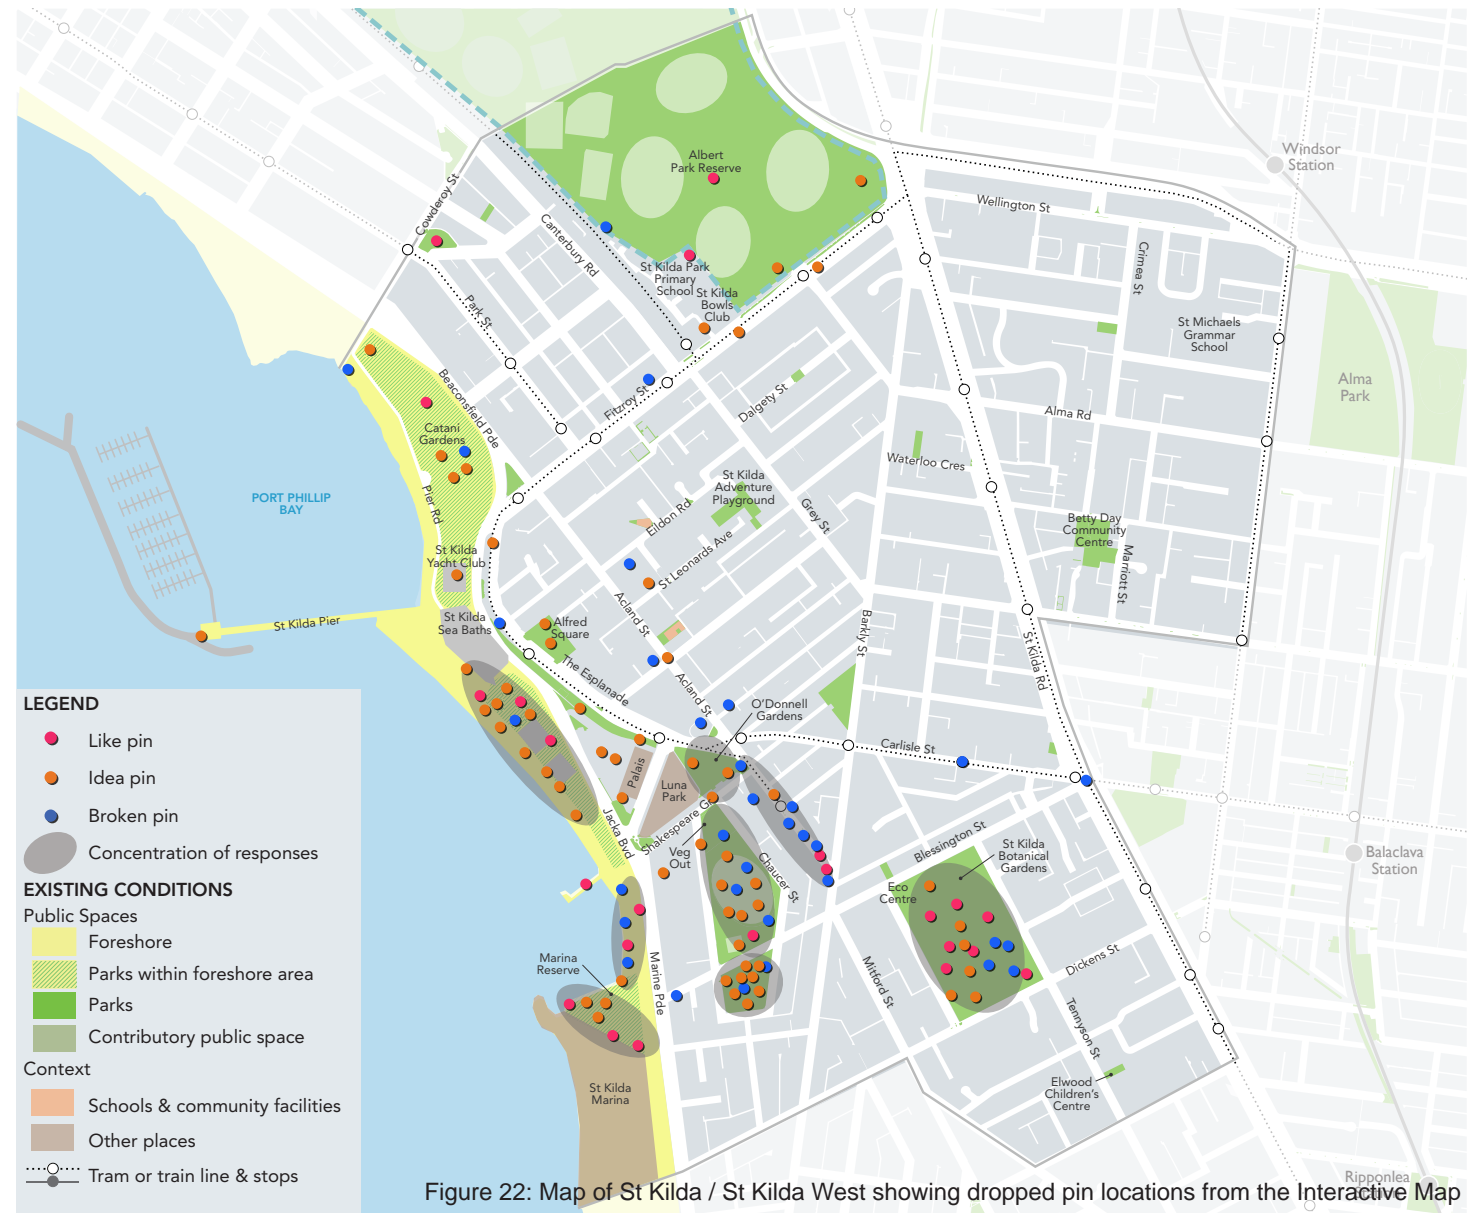 Windsor
Station
Albert
Park Reserve
Wellington St
Cowderoy St
Canterbury Rd
Crimea St
St Kilda Park
Primary
School
St Kilda
Bowls
Club
Park St
St Michaels
Grammar
School
Beaconsfield Pde
Fitzroy St
Dalgety St
Alma
Park
Alma Rd
Catani
Gardens
Waterloo Cres
PORT PHILLIP
BAY
Pier Rd
St Kilda
Adventure
Playground
Eildon Rd
Grey St
Betty Day
Community
Centre
St Leonards Ave
Marriott St
St Kilda
Yacht Club
St Kilda Pier
St Kilda
Sea Baths
Acland St
Alfred
Square
Barkly St
St Kilda Rd
The Esplanade
Acland St
O'Donnell
Gardens
Carlisle St
Palais
Luna
Park
Shakespeare Gr
Jacka Blvd
Veg
Out
Chaucer St
Blessington St
St Kilda
Botanical
Gardens
Balaclava
Station
Eco
Centre
Marina
Reserve
Marine Pde
Mitford St
Dickens St
Tennyson St
St Kilda
Marina
Elwood
Children's
Centre
Ripponlea
Station
LEGEND
Like pin
Idea pin
Broken pin
Concentration of responses
EXISTING CONDITIONS
Public Spaces
Foreshore
Parks within foreshore area
Parks
Contributory public space
Context
Schools & community facilities
Other places
Tram or train line & stops
Figure 22: Map of St Kilda / St Kilda West showing dropped pin locations from the Interactive Map